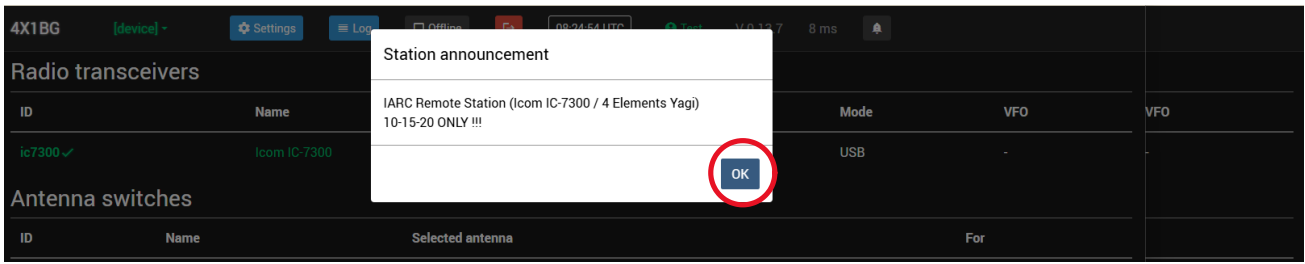 4X1BG [device] Settings Log Offline 08:24:54 UTC Test V 0.13.7 8 ms
Station announcement
Radio transceivers
IARC Remote Station (Icom IC-7300 / 4 Elements Yagi)
10-15-20 ONLY !!!
ID Name Mode VFO VFO
ic7300 Icom IC-7300 USB - -
OK
Antenna switches
ID Name Selected antenna For